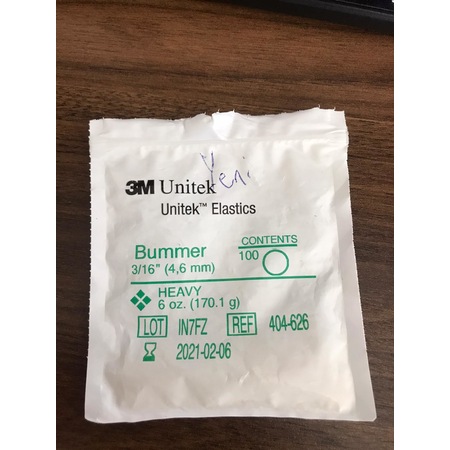 Yeni
3M Unitek
Unitek™ Elastics
Bummer
3/16" (4,6 mm)
CONTENTS
100
HEAVY
6 oz. (170.1 g)
LOT IN7FZ REF 404-626
2021-02-06